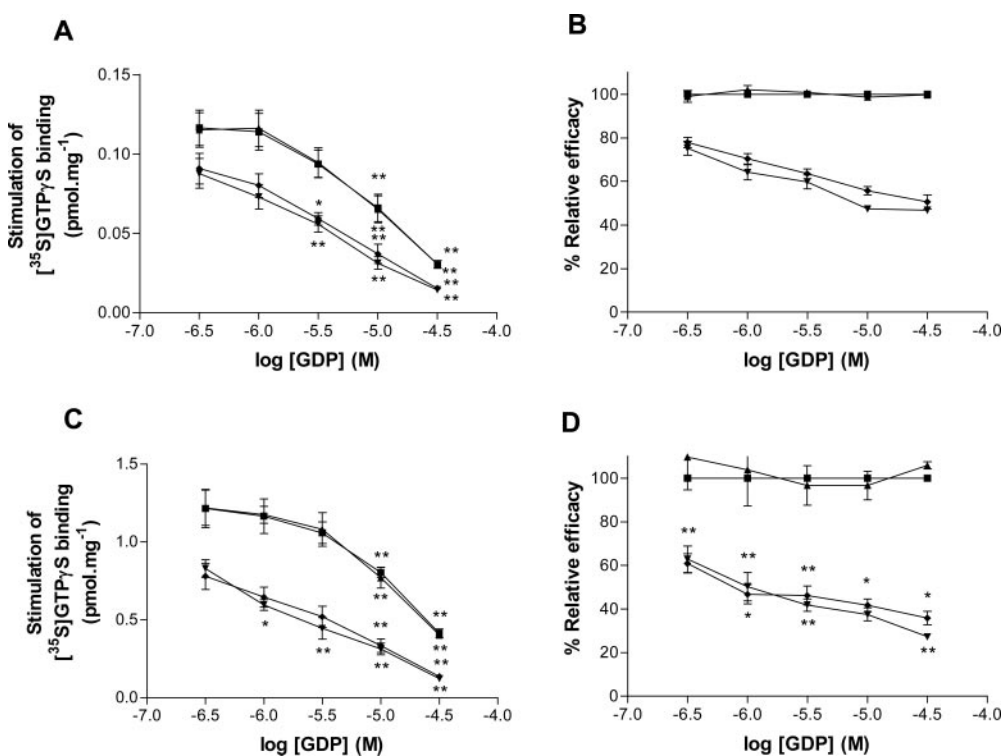 A
Stimulation of
[³⁵S]GTPγS binding
(pmol.mg⁻¹)
0.15
0.10
0.05
0.00
**
*
**
**
**
**
**
**
**
**
-7.0 -6.5 -6.0 -5.5 -5.0 -4.5 -4.0
log [GDP] (M)
B
% Relative efficacy
100
80
60
40
20
0
-7.0 -6.5 -6.0 -5.5 -5.0 -4.5 -4.0
log [GDP] (M)
C
Stimulation of
[³⁵S]GTPγS binding
(pmol.mg⁻¹)
1.5
1.0
0.5
0.0
**
**
**
**
*
**
**
**
**
**
-7.0 -6.5 -6.0 -5.5 -5.0 -4.5 -4.0
log [GDP] (M)
D
% Relative efficacy
100
80
60
40
20
0
** ** ** * *
* ** **
-7.0 -6.5 -6.0 -5.5 -5.0 -4.5 -4.0
log [GDP] (M)